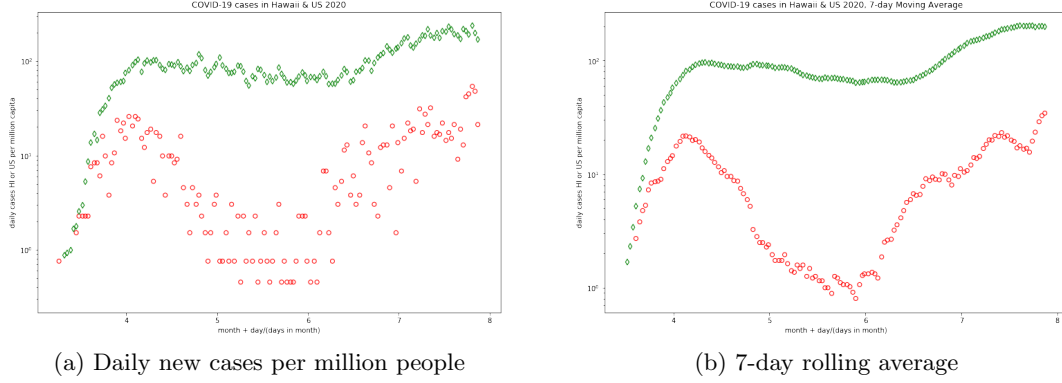 COVID-19 cases in Hawaii & US 2020
daily cases HI or US per million capita
10²
10¹
10⁰
4 5 6 7 8
month + day/(days in month)
(a) Daily new cases per million people
COVID-19 cases in Hawaii & US 2020, 7-day Moving Average
daily cases HI or US per million capita
10²
10¹
10⁰
4 5 6 7 8
month + day/(days in month)
(b) 7-day rolling average